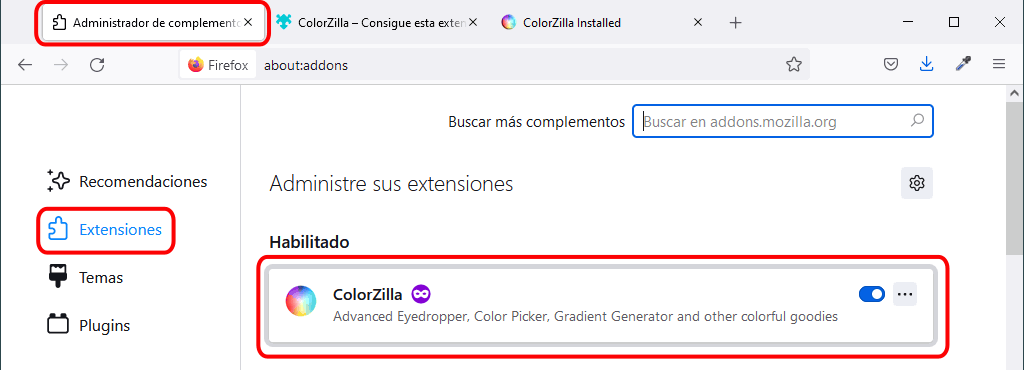 Administrador de complemento
ColorZilla – Consigue esta exten
ColorZilla Installed
Firefox
about:addons
Buscar más complementos
Buscar en addons.mozilla.org
Recomendaciones
Administre sus extensiones
Extensiones
Habilitado
Temas
ColorZilla
Advanced Eyedropper, Color Picker, Gradient Generator and other colorful goodies
Plugins